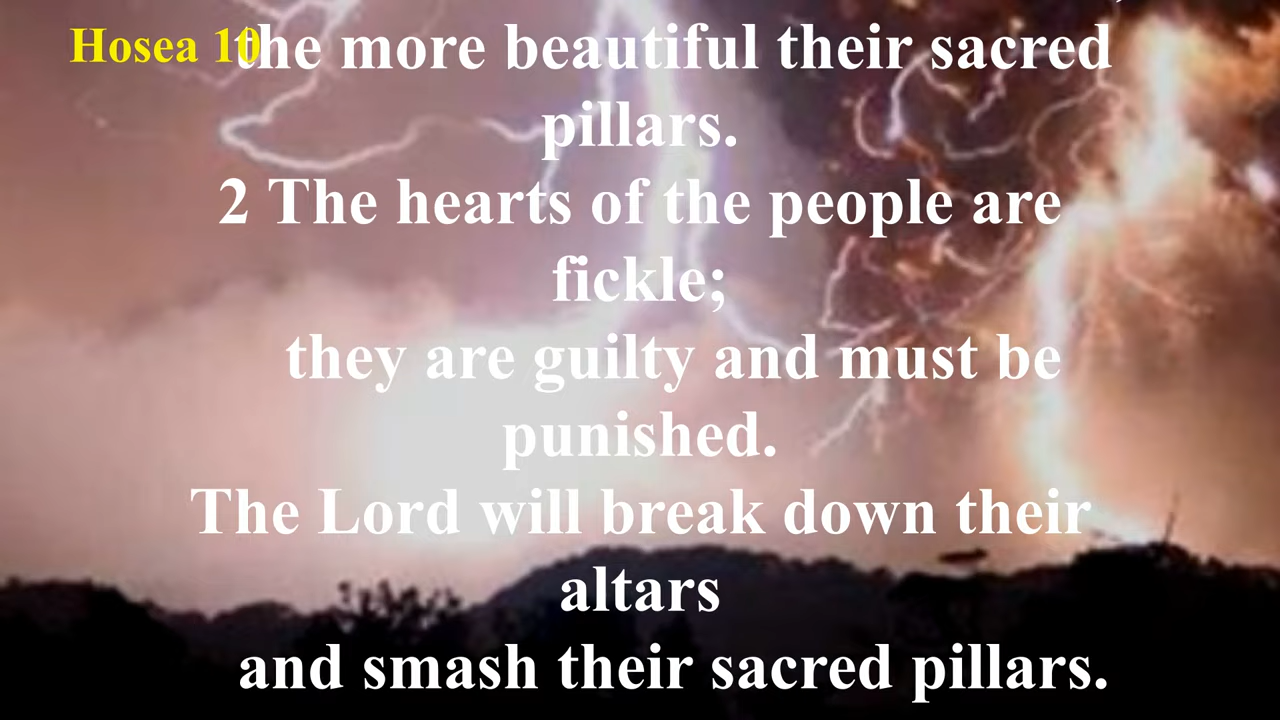 Hosea 10
the more beautiful their sacred
pillars.
2 The hearts of the people are
fickle;
they are guilty and must be
punished.
The Lord will break down their
altars
and smash their sacred pillars.